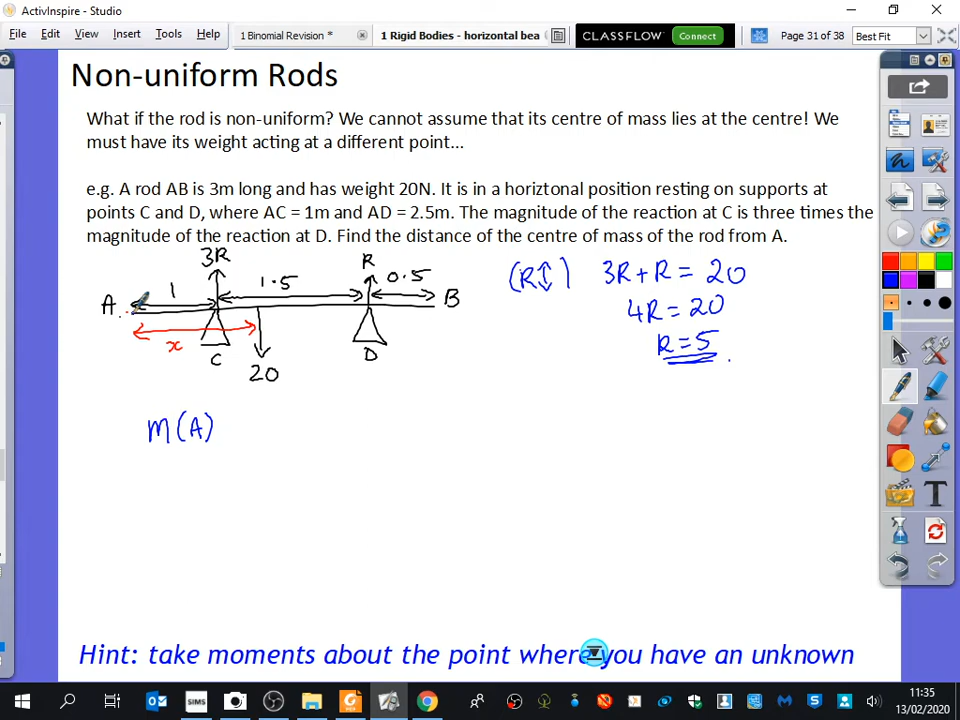 ActivInspire - Studio
File Edit View Insert Tools Help 1 Binomial Revision * 1 Rigid Bodies - horizontal bea CLASSFLOW Connect Page 31 of 38 Best Fit
Non-uniform Rods
What if the rod is non-uniform? We cannot assume that its centre of mass lies at the centre! We
must have its weight acting at a different point...
e.g. A rod AB is 3m long and has weight 20N. It is in a horiztonal position resting on supports at
points C and D, where AC = 1m and AD = 2.5m. The magnitude of the reaction at C is three times the
magnitude of the reaction at D. Find the distance of the centre of mass of the rod from A.
3R R
1 1.5 0.5
A B
x
C 20 D
(R↕) 3R + R = 20
4R = 20
R = 5
M(A)
Hint: take moments about the point where you have an unknown
SIMS
11:35
13/02/2020